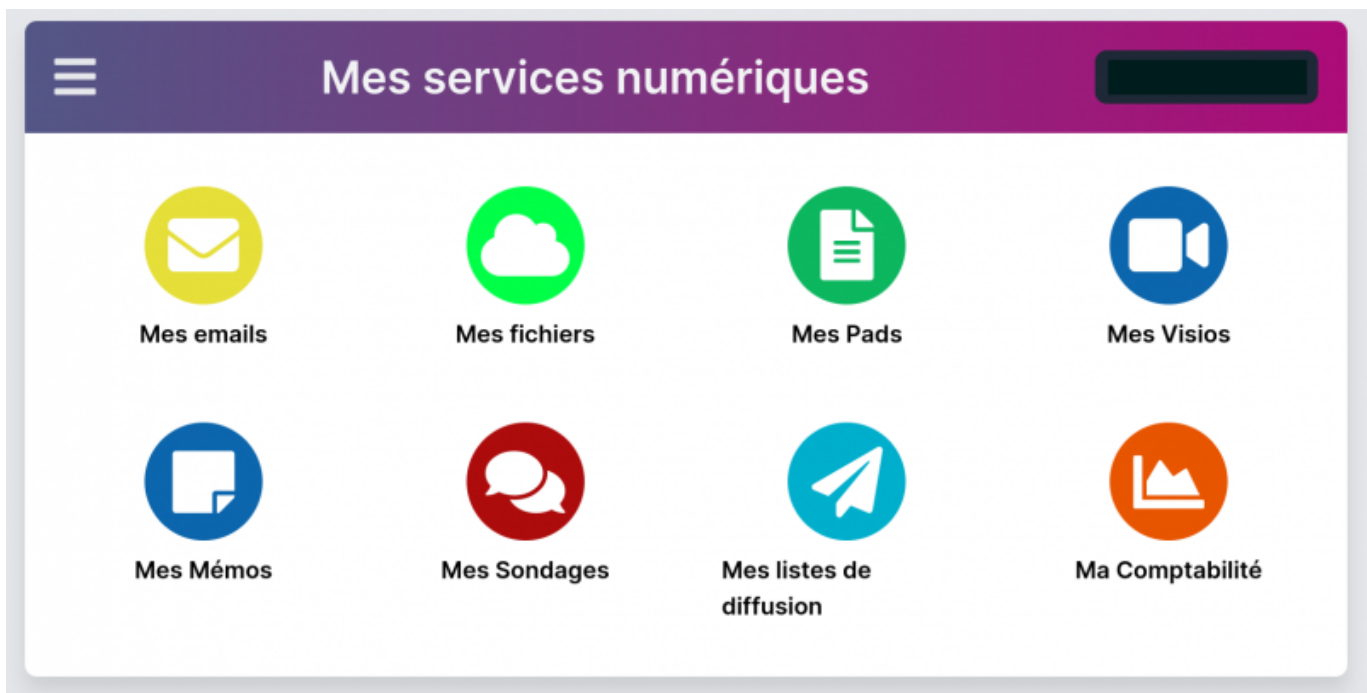 Mes services numériques
Mes emails
Mes fichiers
Mes Pads
Mes Visios
Mes Mémos
Mes Sondages
Mes listes de
diffusion
Ma Comptabilité